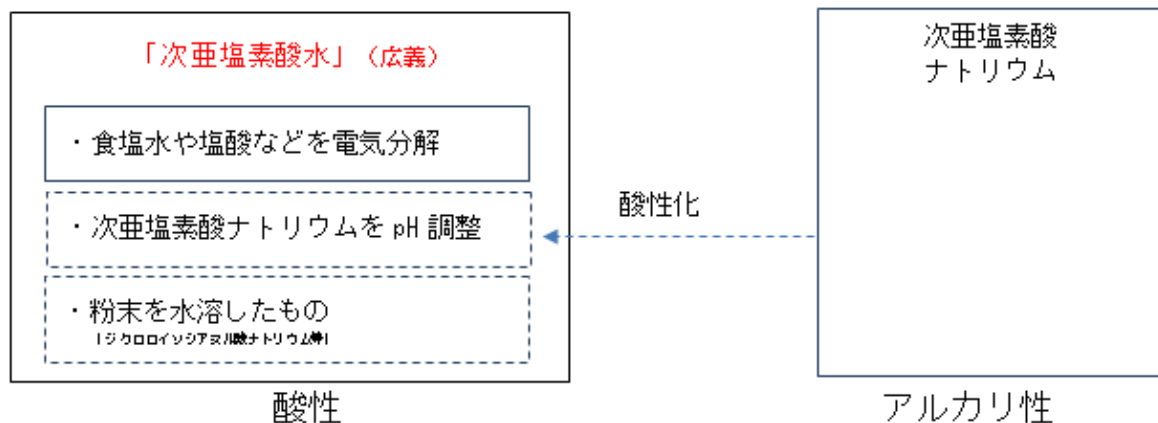 「次亜塩素酸水」（広義）
・食塩水や塩酸などを電気分解
・次亜塩素酸ナトリウムを pH 調整
・粉末を水溶したもの
（ジクロロイソシアヌル酸ナトリウム等）
酸性
酸性化
次亜塩素酸
ナトリウム
アルカリ性